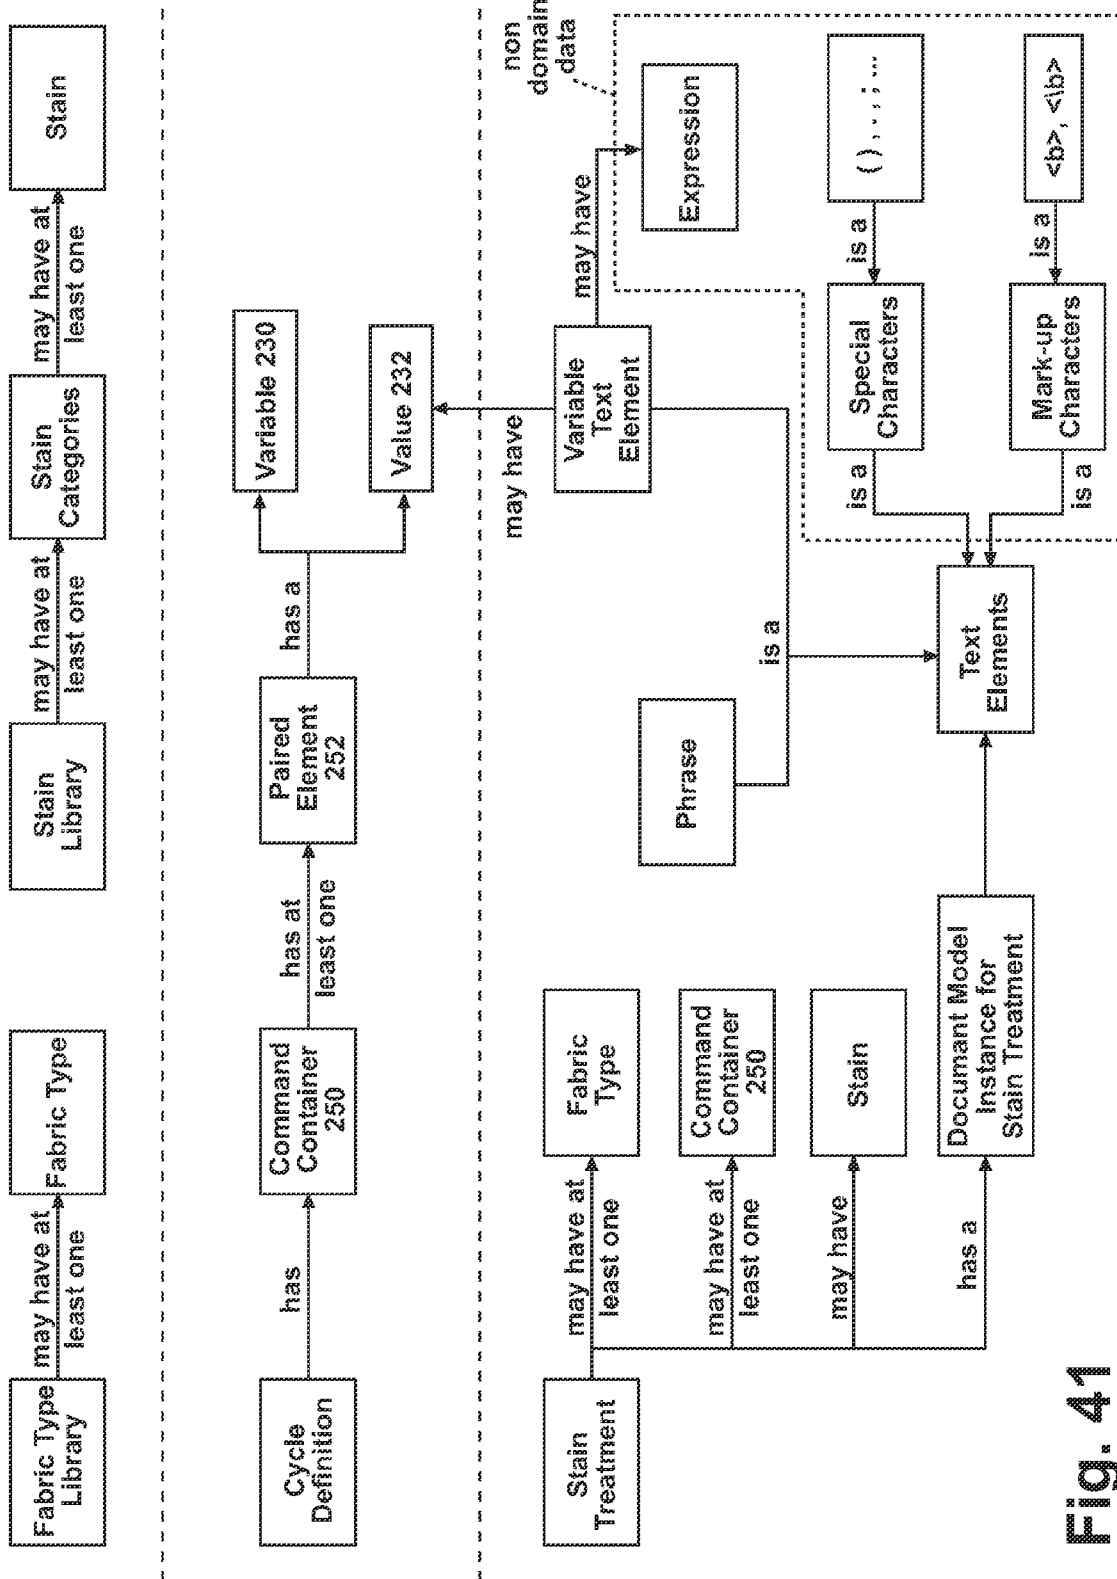 Fabric Type
Library
may have at
least one
Fabric Type
Stain
Library
may have at
least one
Stain
Categories
may have at
least one
Stain
Cycle
Definition
has
Command
Container
250
has at
least one
Paired
Element
252
has a
Variable 230
Value 232
Stain
Treatment
may have at
least one
Fabric
Type
may have at
least one
Command
Container
250
may have
Stain
has a
Documant Model
Instance for
Stain Treatment
Phrase
is a
Text
Elements
may have
Variable
Text
Element
may have
Expression
non
domain
data
is a
Special
Characters
is a
is a
Mark-up
Characters
is a
<b>, <\b>
Fig. 41